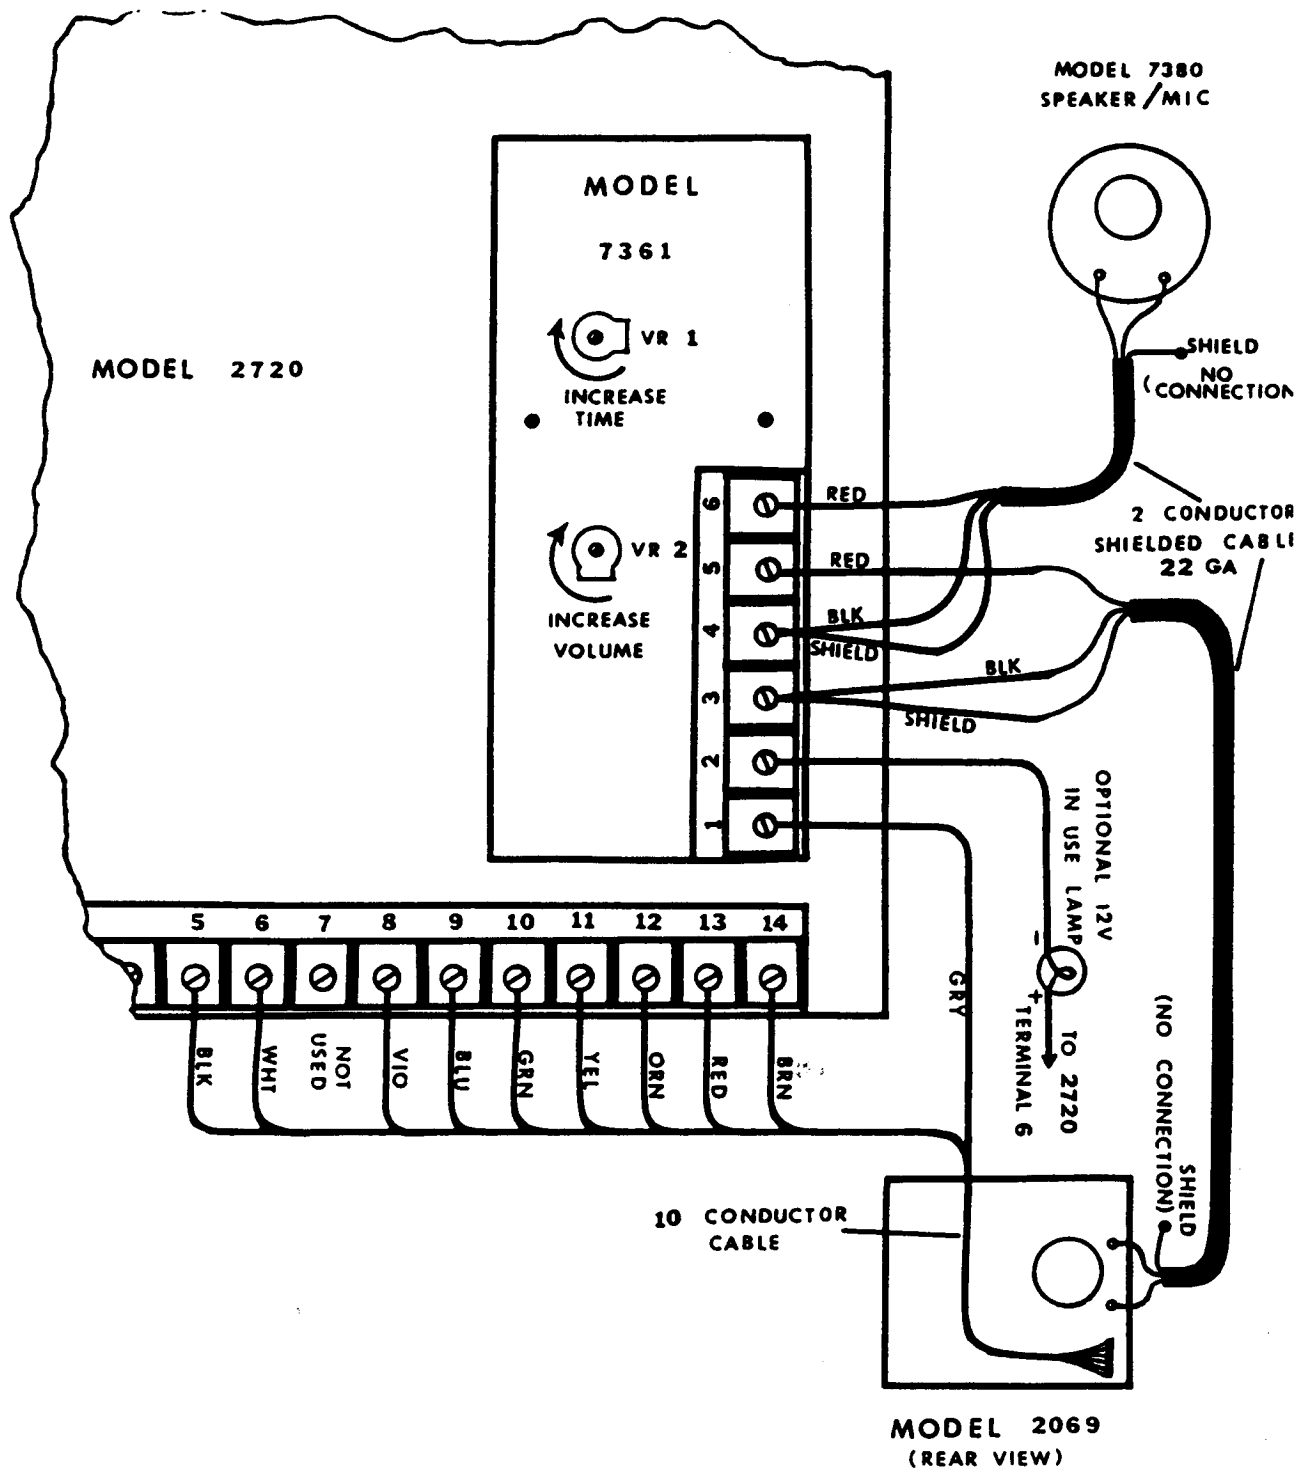 MODEL 7380
SPEAKER/MIC
MODEL
7361
VR 1
INCREASE
TIME
MODEL 2720
SHIELD
NO
(CONNECTION
6
RED
2 CONDUCTOR
SHIELDED CABLE
22 GA
VR 2
5
RED
INCREASE
VOLUME
4
BLK
SHIELD
3
BLK
SHIELD
2
1
OPTIONAL 12V
IN USE LAMP
-
+
TO 2720
TERMINAL 6
GRY
5 6 7 8 9 10 11 12 13 14
BLK
WHT
NOT
USED
VIO
BLU
GRN
YEL
ORN
RED
BRN
SHIELD
(NO CONNECTION)
10 CONDUCTOR
CABLE
MODEL 2069
(REAR VIEW)